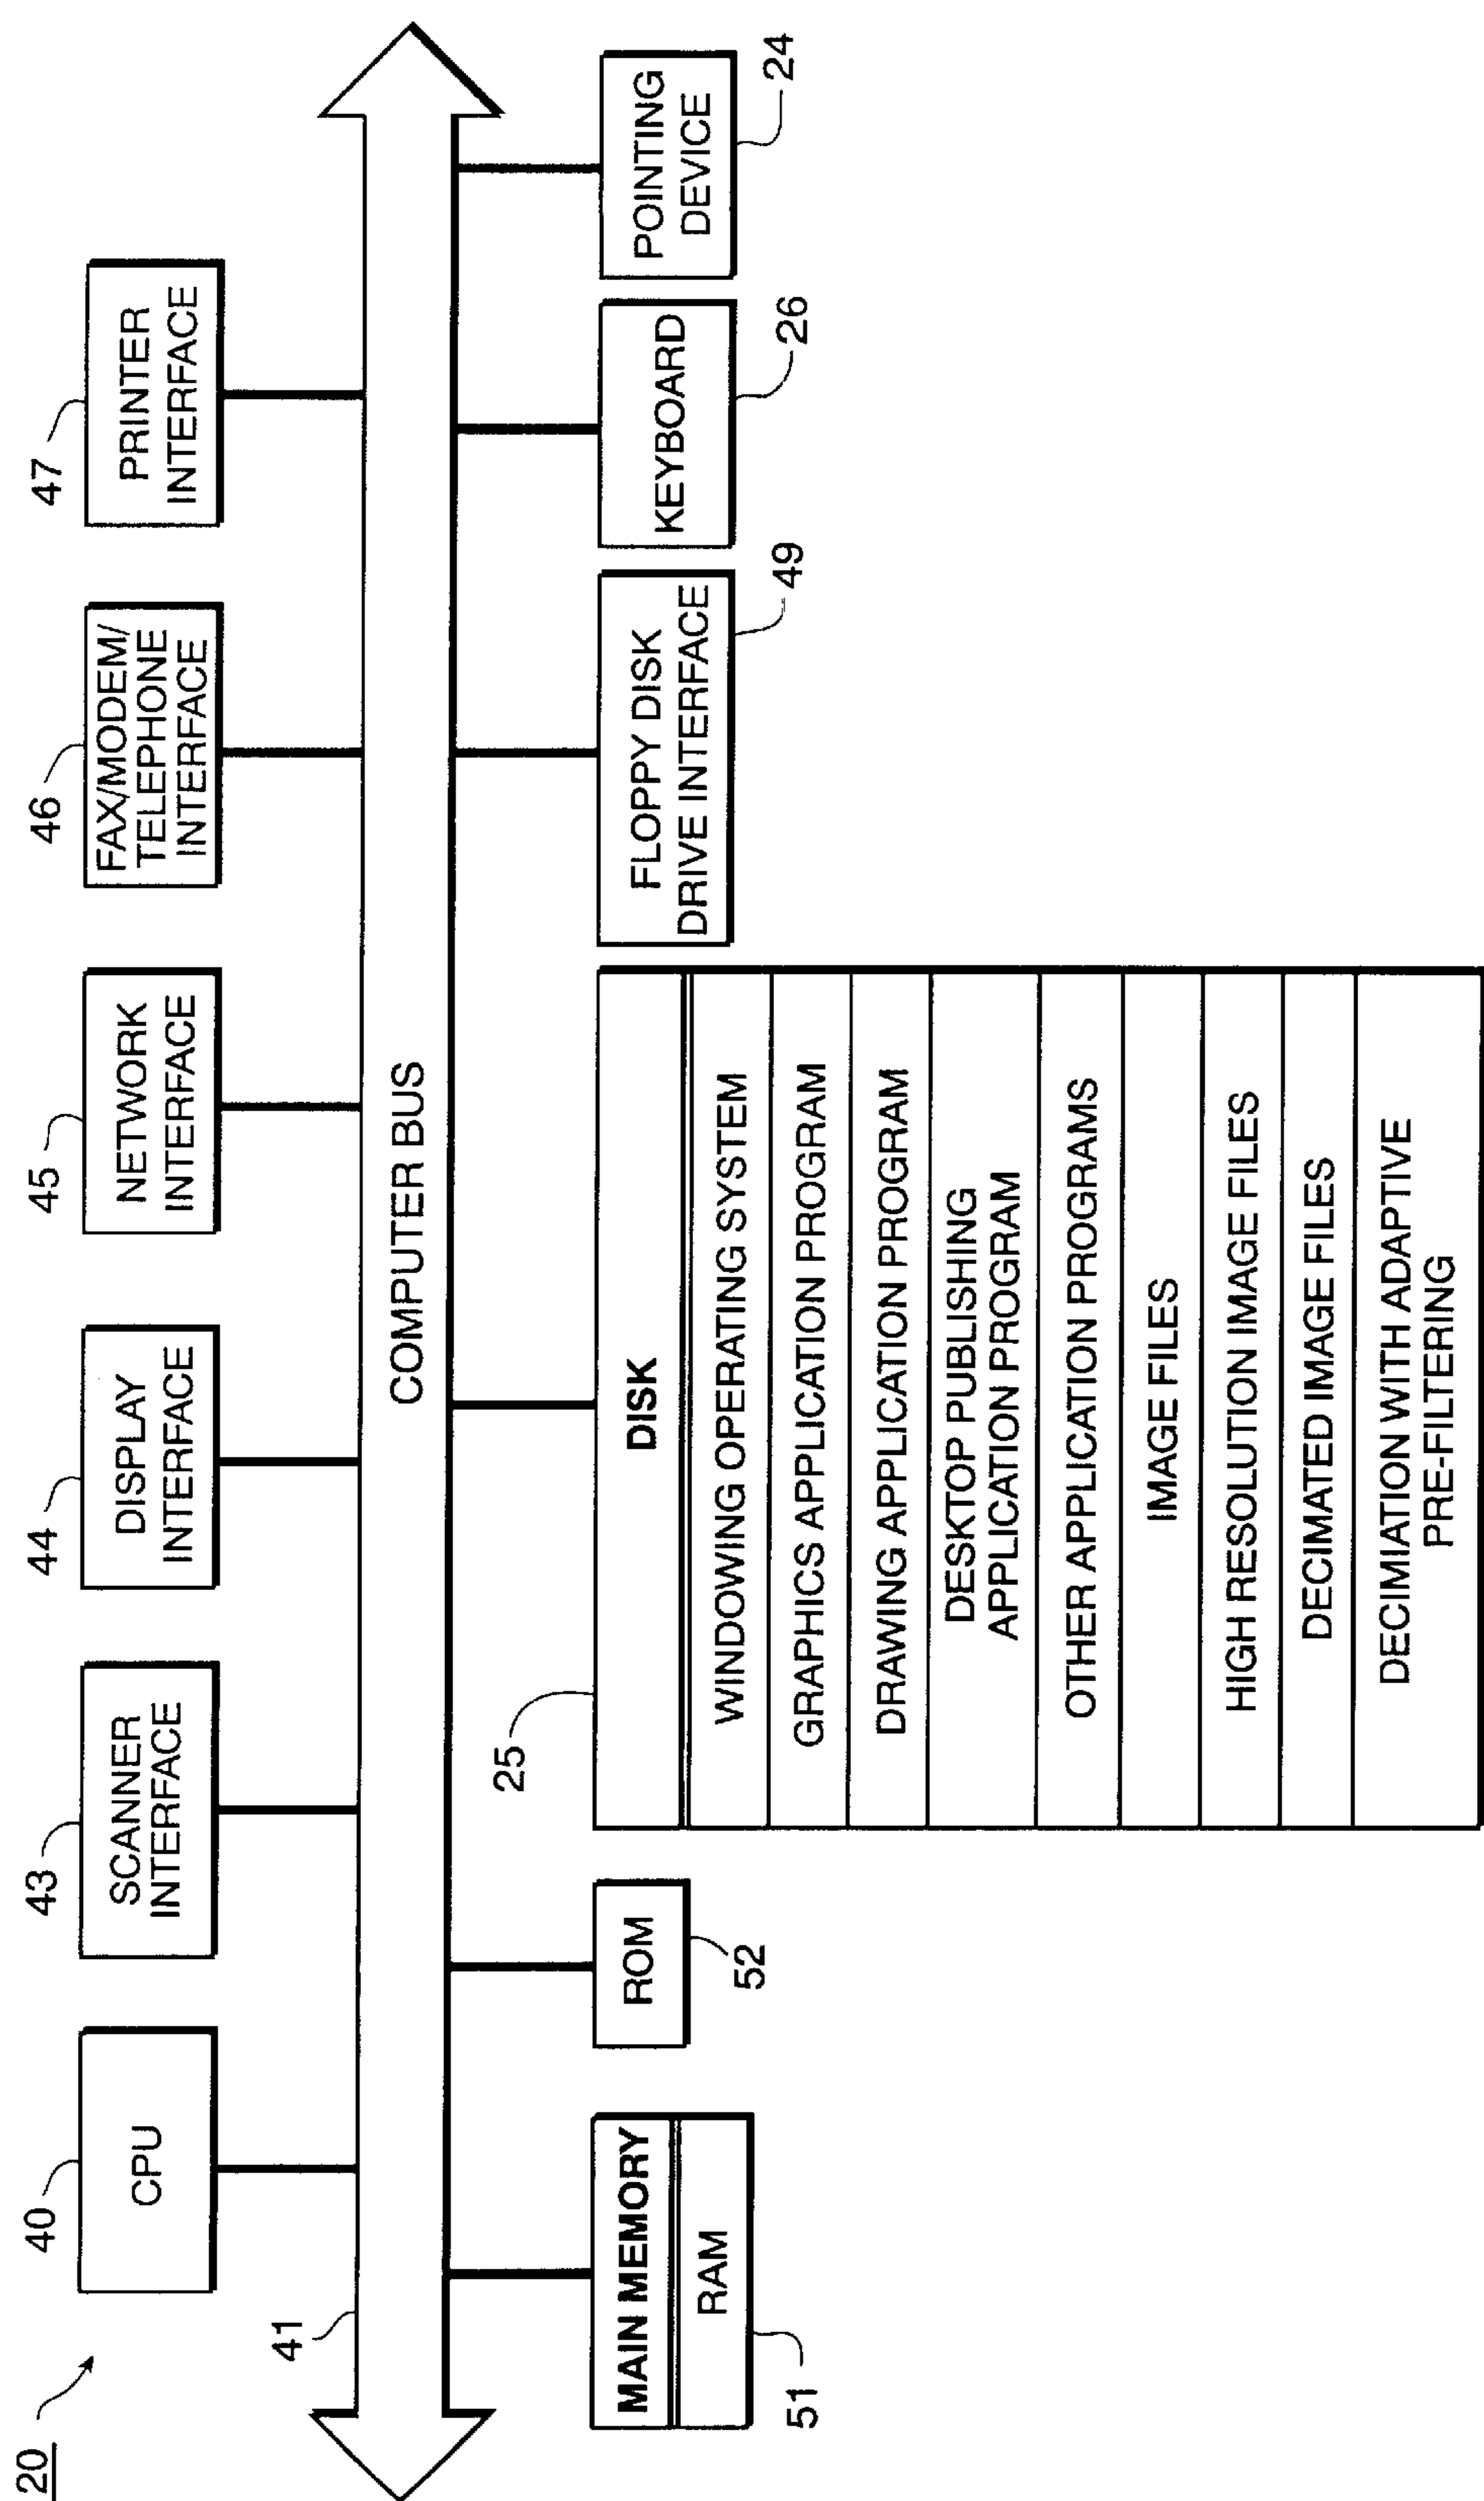 20
41
40
CPU
43
SCANNER
INTERFACE
44
DISPLAY
INTERFACE
45
NETWORK
INTERFACE
46
FAX/MODEM/
TELEPHONE
INTERFACE
47
PRINTER
INTERFACE
COMPUTER BUS
MAIN MEMORY
RAM
51
ROM
52
25
DISK
WINDOWING OPERATING SYSTEM
GRAPHICS APPLICATION PROGRAM
DRAWING APPLICATION PROGRAM
DESKTOP PUBLISHING
APPLICATION PROGRAM
OTHER APPLICATION PROGRAMS
IMAGE FILES
HIGH RESOLUTION IMAGE FILES
DECIMATED IMAGE FILES
DECIMIATION WITH ADAPTIVE
PRE-FILTERING
FLOPPY DISK
DRIVE INTERFACE
49
KEYBOARD
26
POINTING
DEVICE
24